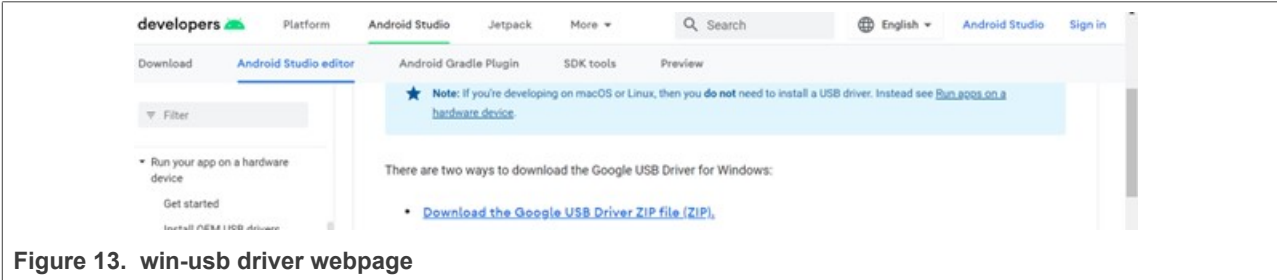 developers Platform Android Studio Jetpack More Search English Android Studio Sign in
Download Android Studio editor Android Gradle Plugin SDK tools Preview
Note: If you're developing on macOS or Linux, then you do not need to install a USB driver. Instead see Run apps on a
hardware device.
Filter
Run your app on a hardware
device
There are two ways to download the Google USB Driver for Windows:
Get started
• Download the Google USB Driver ZIP file (ZIP).
Install OEM USB drivers
Figure 13. win-usb driver webpage